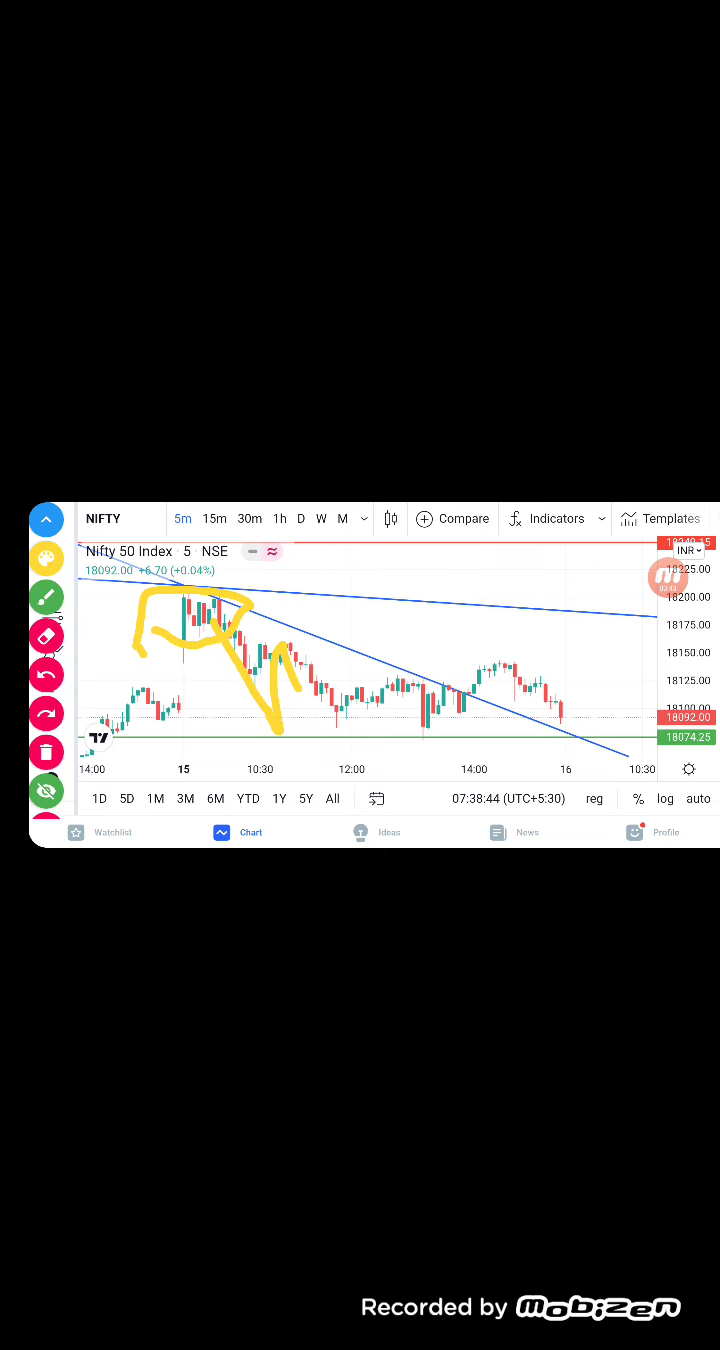 NIFTY 5m 15m 30m 1h D W M Compare Indicators Templates
Nifty 50 Index · 5 · NSE
18092.00 +6.70 (+0.04%)
INR
03:43
18225.00
18200.00
18175.00
18150.00
18125.00
18100.00
18092.00
18074.25
14:00 15 10:30 12:00 14:00 16 10:30
1D 5D 1M 3M 6M YTD 1Y 5Y All 07:38:44 (UTC+5:30) reg % log auto
Watchlist Chart Ideas News Profile
Recorded by mobizen